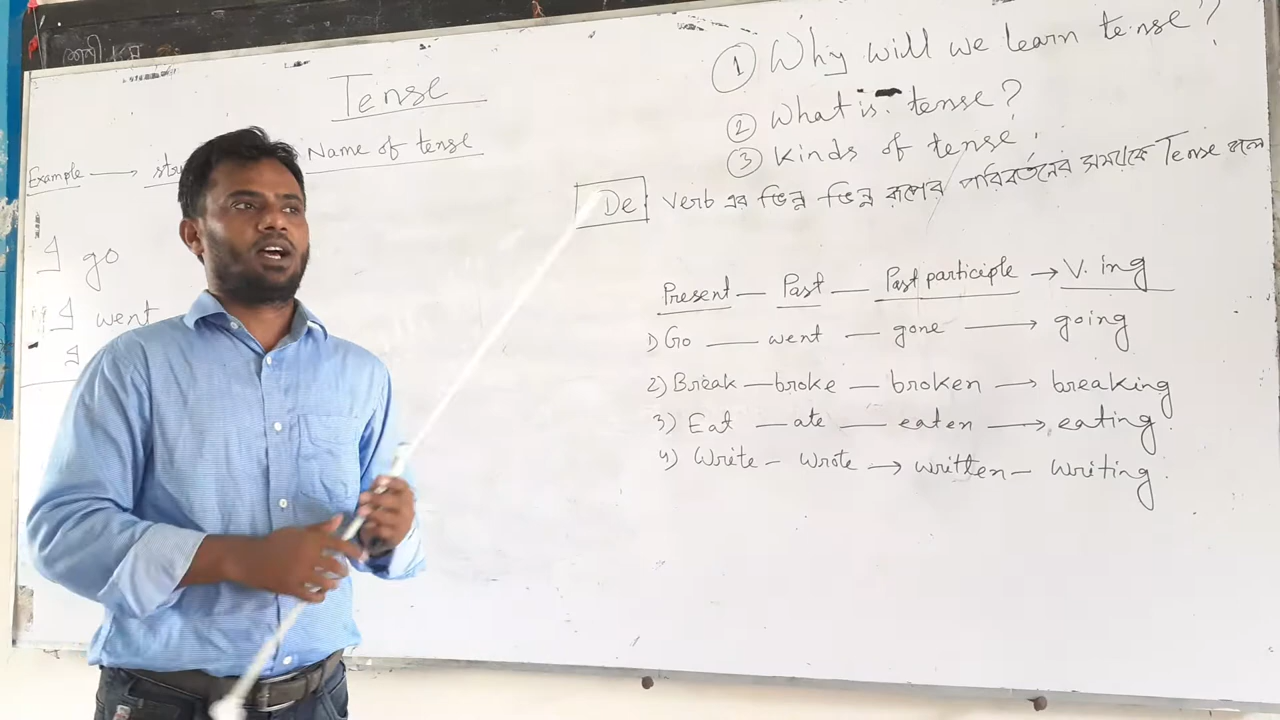 Tense
Example → Name of tense
I go
I went
① Why will we learn tense?
② What is tense?
③ Kinds of tense.
De Verb এর ভিন্ন ভিন্ন রূপের পরিবর্তনের সময়কে Tense বলে
Present — Past — Past participle → V. ing
1) Go — went — gone → going
2) Break — broke — broken → breaking
3) Eat — ate — eaten → eating.
4) Write — wrote → written — writing.